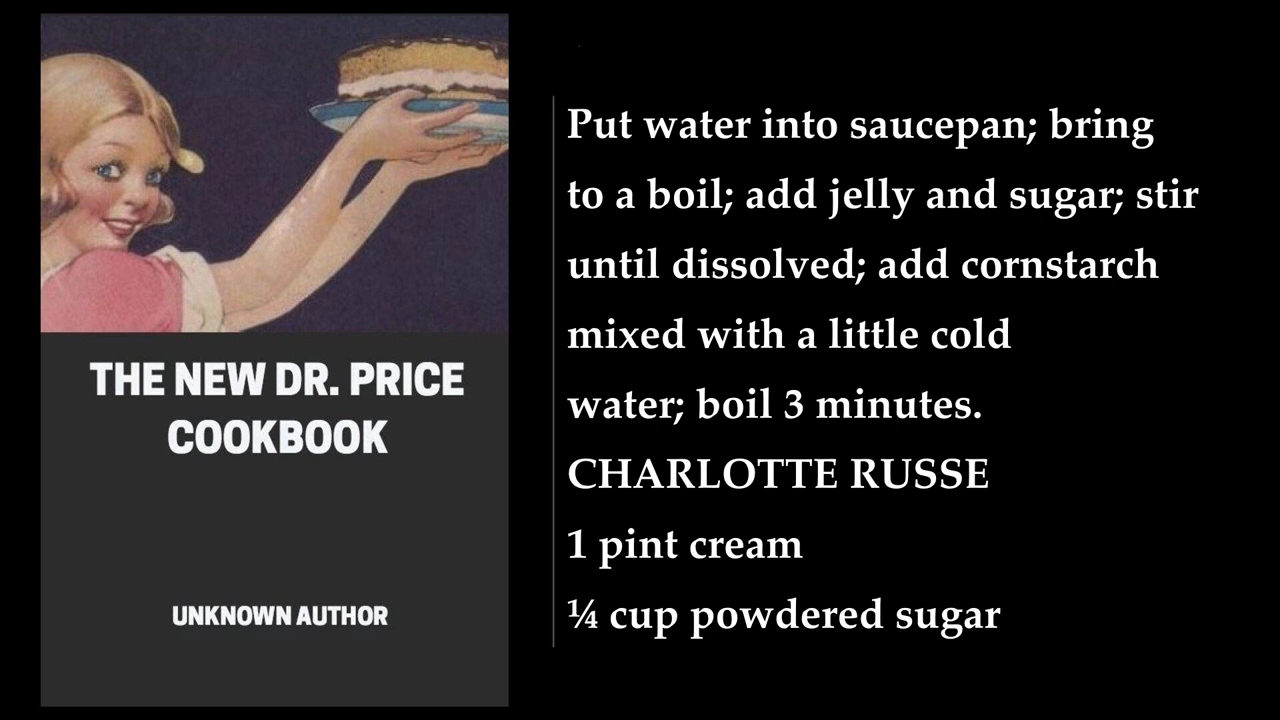 THE NEW DR. PRICE
COOKBOOK
UNKNOWN AUTHOR
Put water into saucepan; bring
to a boil; add jelly and sugar; stir
until dissolved; add cornstarch
mixed with a little cold
water; boil 3 minutes.
CHARLOTTE RUSSE
1 pint cream
¼ cup powdered sugar